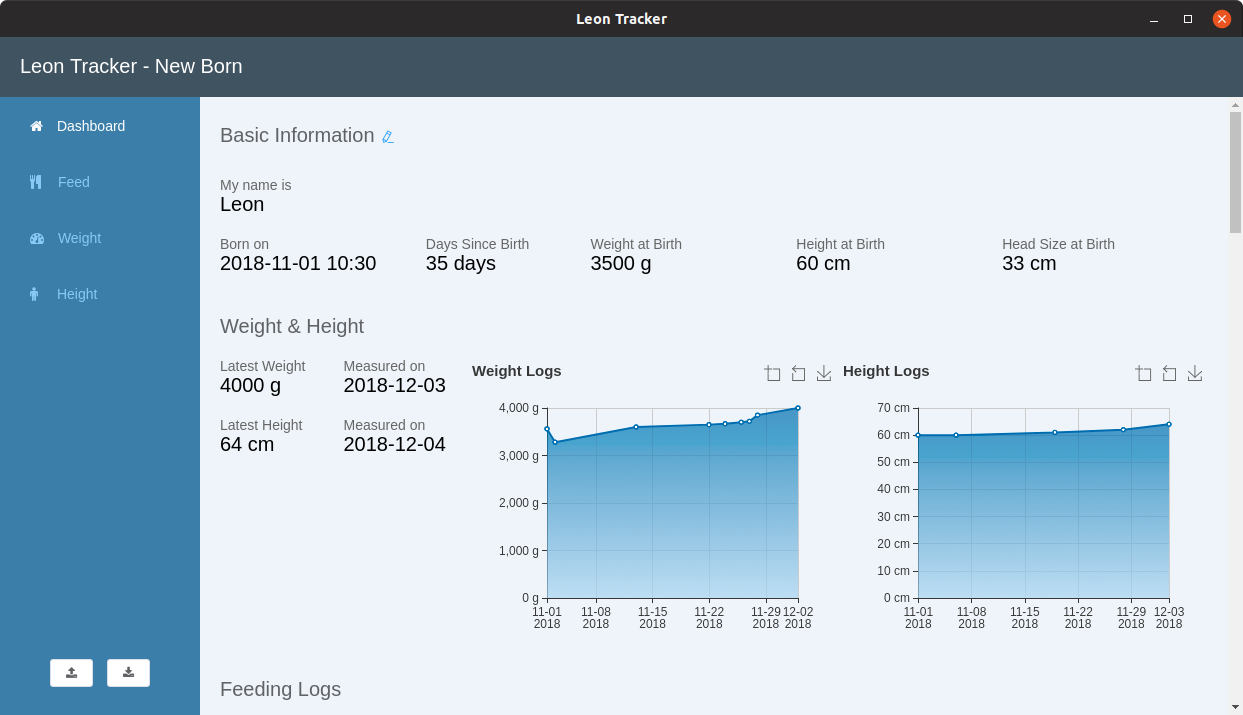 Leon Tracker
Leon Tracker - New Born
Dashboard
Feed
Weight
Height
Basic Information
My name is
Leon
Born on
2018-11-01 10:30
Days Since Birth
35 days
Weight at Birth
3500 g
Height at Birth
60 cm
Head Size at Birth
33 cm
Weight & Height
Latest Weight
4000 g
Measured on
2018-12-03
Latest Height
64 cm
Measured on
2018-12-04
Weight Logs
4,000 g
3,000 g
2,000 g
1,000 g
0 g
11-01 11-08 11-15 11-22 11-29 12-02
2018 2018 2018 2018 2018 2018
Height Logs
70 cm
60 cm
50 cm
40 cm
30 cm
20 cm
10 cm
0 cm
11-01 11-08 11-15 11-22 11-29 12-03
2018 2018 2018 2018 2018 2018
Feeding Logs